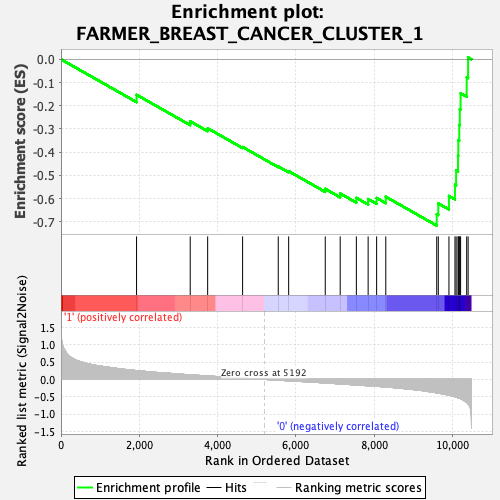 Enrichment plot:
FARMER_BREAST_CANCER_CLUSTER_1
Enrichment score (ES)
0.0
-0.1
-0.2
-0.3
-0.4
-0.5
-0.6
-0.7
'1' (positively correlated)
Ranked list metric (Signal2Noise)
1.5
1.0
0.5
0.0
-0.5
-1.0
-1.5
Zero cross at 5192
'0' (negatively correlated)
0 2,000 4,000 6,000 8,000 10,000
Rank in Ordered Dataset
Enrichment profile Hits Ranking metric scores